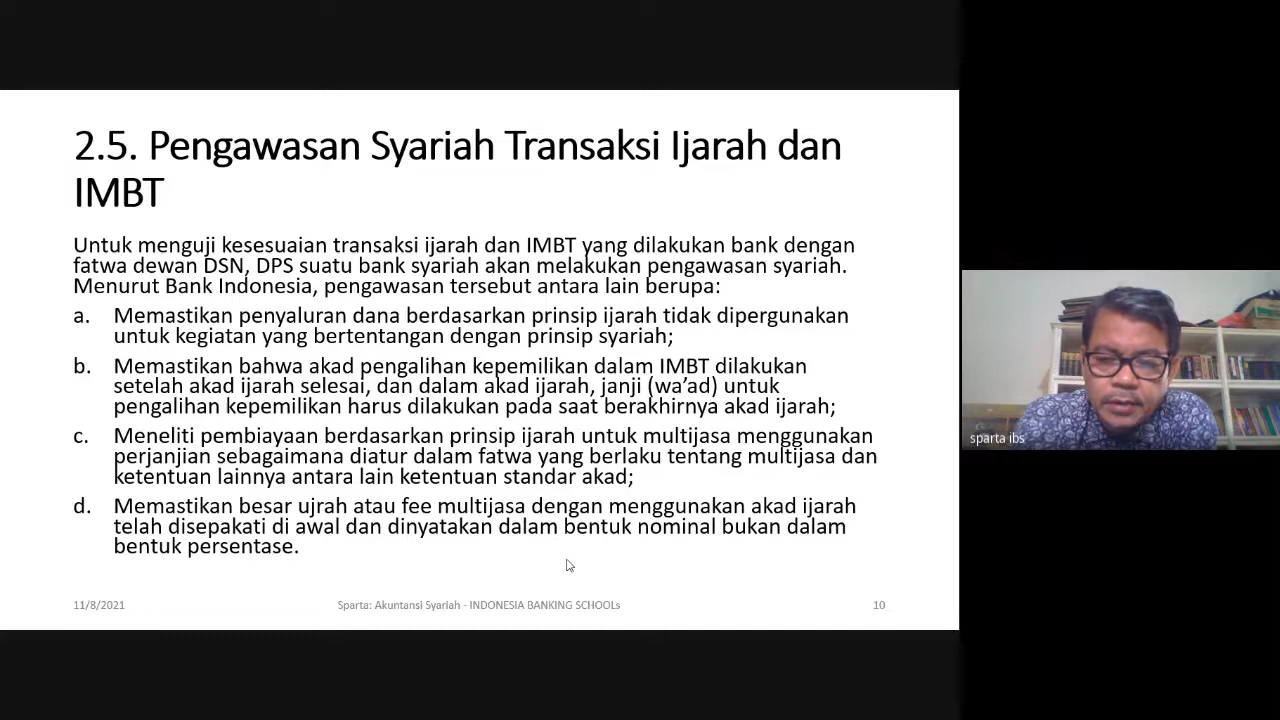 2.5. Pengawasan Syariah Transaksi Ijarah dan
IMBT
Untuk menguji kesesuaian transaksi ijarah dan IMBT yang dilakukan bank dengan
fatwa dewan DSN, DPS suatu bank syariah akan melakukan pengawasan syariah.
Menurut Bank Indonesia, pengawasan tersebut antara lain berupa:
a. Memastikan penyaluran dana berdasarkan prinsip ijarah tidak dipergunakan
untuk kegiatan yang bertentangan dengan prinsip syariah;
b. Memastikan bahwa akad pengalihan kepemilikan dalam IMBT dilakukan
setelah akad ijarah selesai, dan dalam akad ijarah, janji (wa’ad) untuk
pengalihan kepemilikan harus dilakukan pada saat berakhirnya akad ijarah;
c. Meneliti pembiayaan berdasarkan prinsip ijarah untuk multijasa menggunakan
perjanjian sebagaimana diatur dalam fatwa yang berlaku tentang multijasa dan
ketentuan lainnya antara lain ketentuan standar akad;
d. Memastikan besar ujrah atau fee multijasa dengan menggunakan akad ijarah
telah disepakati di awal dan dinyatakan dalam bentuk nominal bukan dalam
bentuk persentase.
11/8/2021
Sparta: Akuntansi Syariah - INDONESIA BANKING SCHOOLs
10
sparta ibs